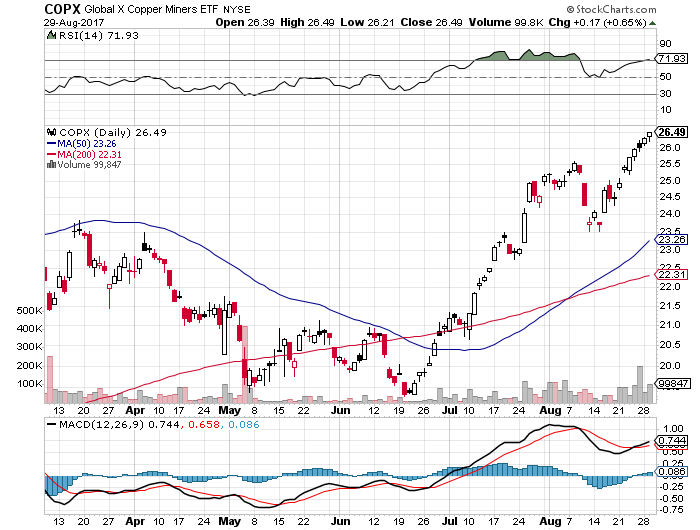 COPX Global X Copper Miners ETF NYSE © StockCharts.com
29-Aug-2017 Open 26.39 High 26.49 Low 26.21 Close 26.49 Volume 99.8K Chg +0.17 (+0.65%)
RSI(14) 71.93
90
71.93
50
30
10
COPX (Daily) 26.49
MA(50) 23.26
MA(200) 22.31
Volume 99,847
26.49
26.0
25.5
25.0
24.5
24.0
23.5
23.26
23.0
22.5
22.31
22.0
21.5
21.0
20.5
20.0
19.5
99847
500K
400K
300K
200K
100K
13 20 27 Apr 10 17 24 May 8 15 22 Jun 12 19 26 Jul 10 17 24 Aug 7 14 21 28
MACD(12,26,9) 0.744, 0.658, 0.086
1.00
0.744
0.50
0.25
0.086
-0.25
-0.50
-0.75
13 20 27 Apr 10 17 24 May 8 15 22 Jun 12 19 26 Jul 10 17 24 Aug 7 14 21 28